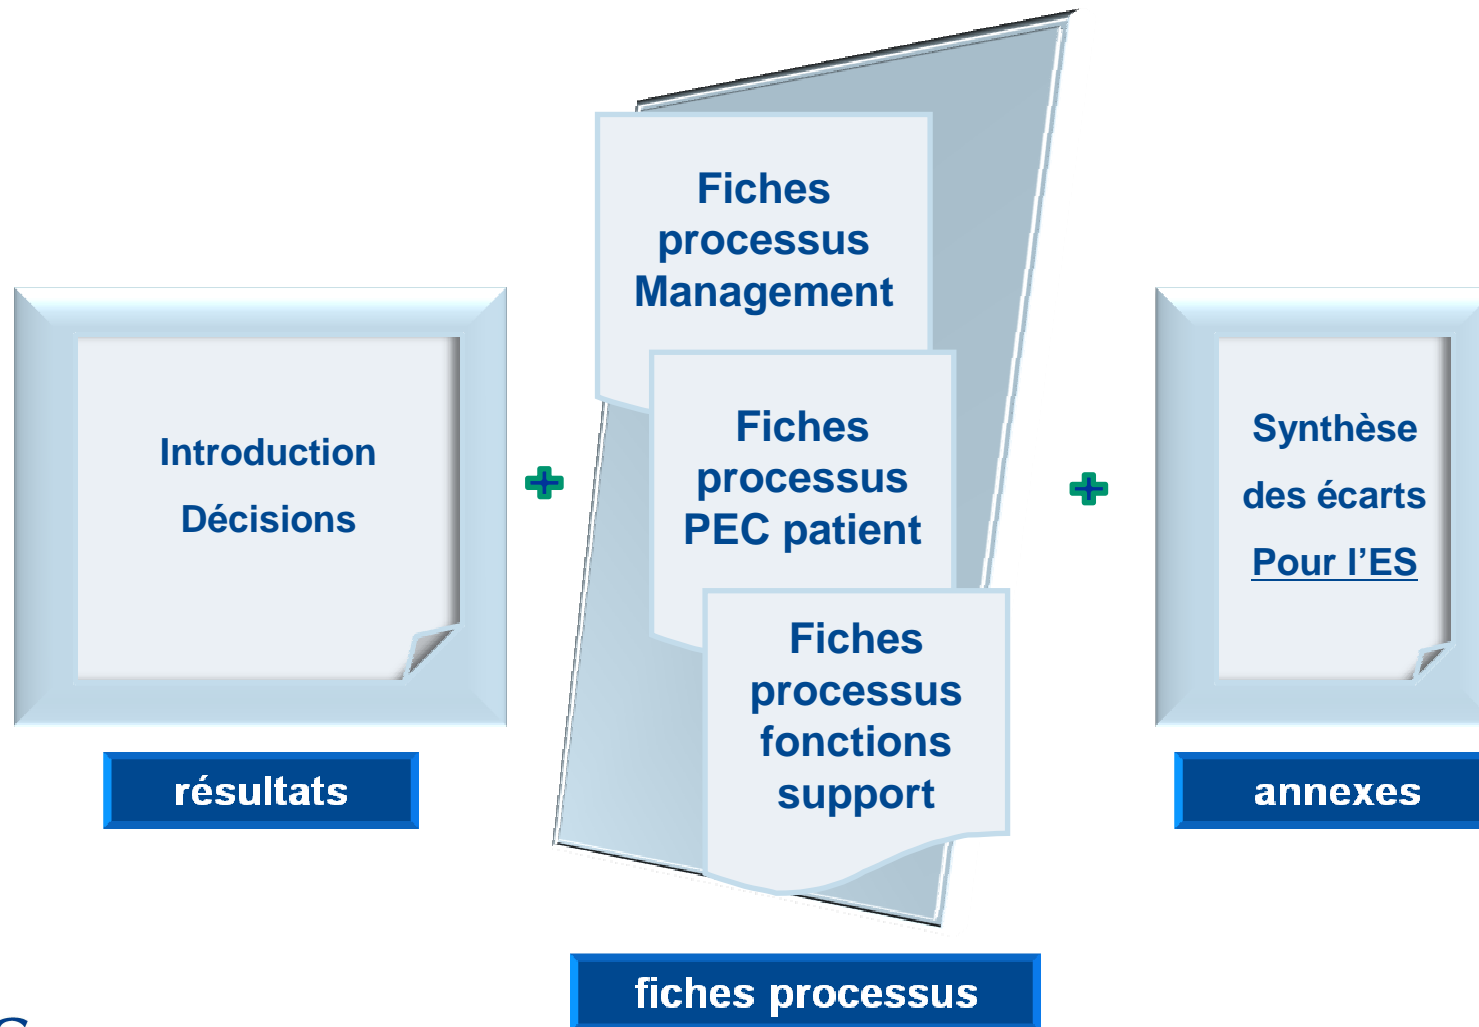 Introduction
Décisions
résultats
Fiches
processus
Management
Fiches
processus
PEC patient
Fiches
processus
fonctions
support
fiches processus
Synthèse
des écarts
Pour l’ES
annexes